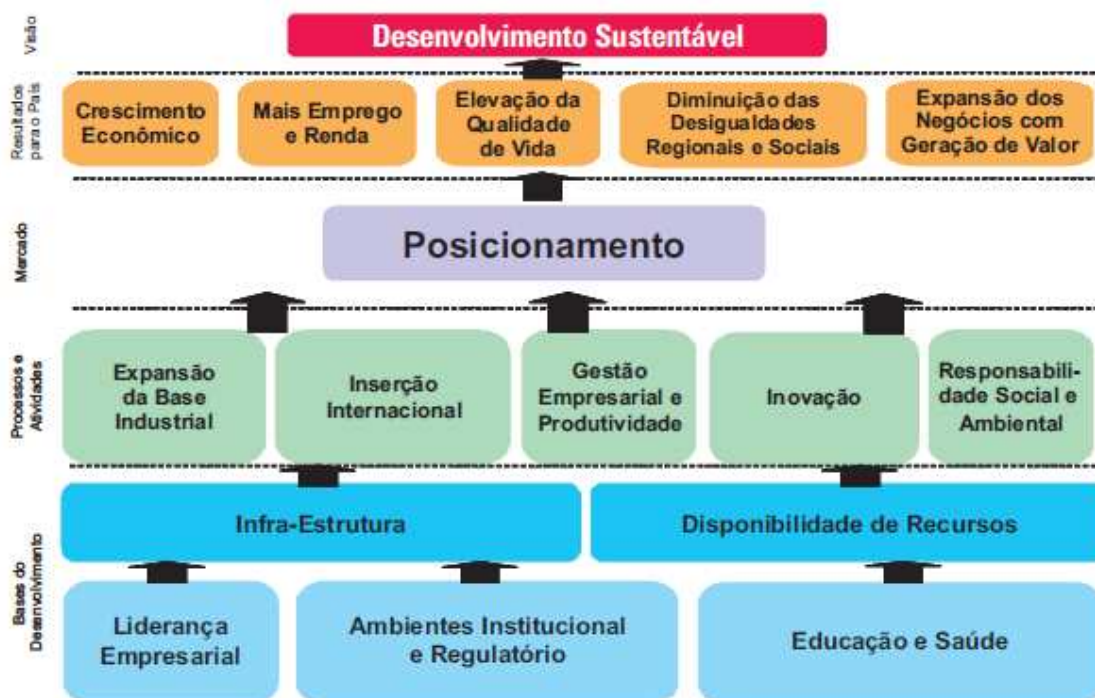 Visão
Desenvolvimento Sustentável
Resultados
para o País
Crescimento
Econômico
Mais Emprego
e Renda
Elevação da
Qualidade
de Vida
Diminuição das
Desigualdades
Regionais e Sociais
Expansão dos
Negócios com
Geração de Valor
Mercado
Posicionamento
Processos e
Atividades
Expansão
da Base
Industrial
Inserção
Internacional
Gestão
Empresarial e
Produtividade
Inovação
Responsabili-
dade Social e
Ambiental
Bases do
Desenvolvimento
Infra-Estrutura
Disponibilidade de Recursos
Liderança
Empresarial
Ambientes Institucional
e Regulatório
Educação e Saúde